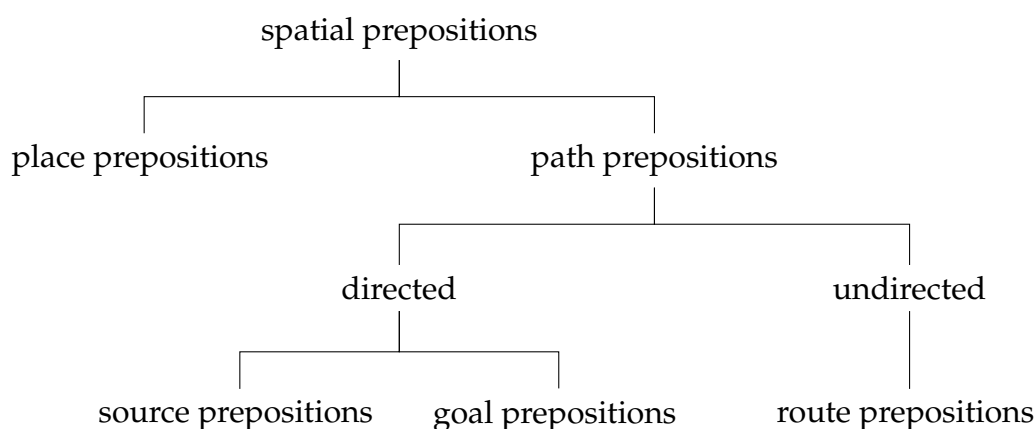 spatial prepositions
place prepositions path prepositions
directed undirected
source prepositions goal prepositions route prepositions